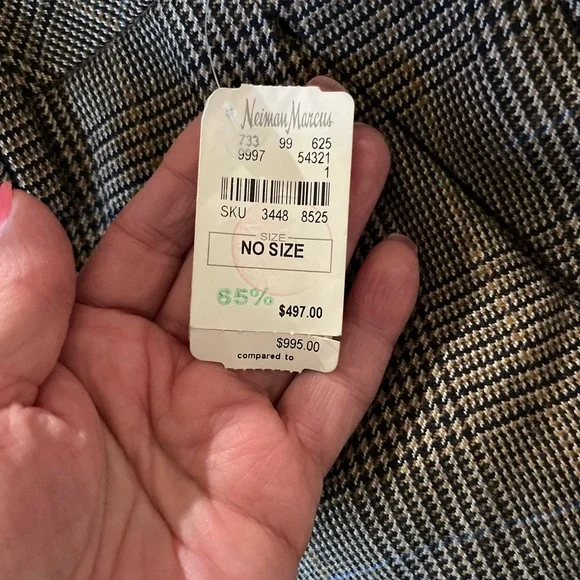 Neiman Marcus
733 99 625
9997 54321
1
SKU 3448 8525
SIZE
NO SIZE
65% $497.00
$995.00
compared to